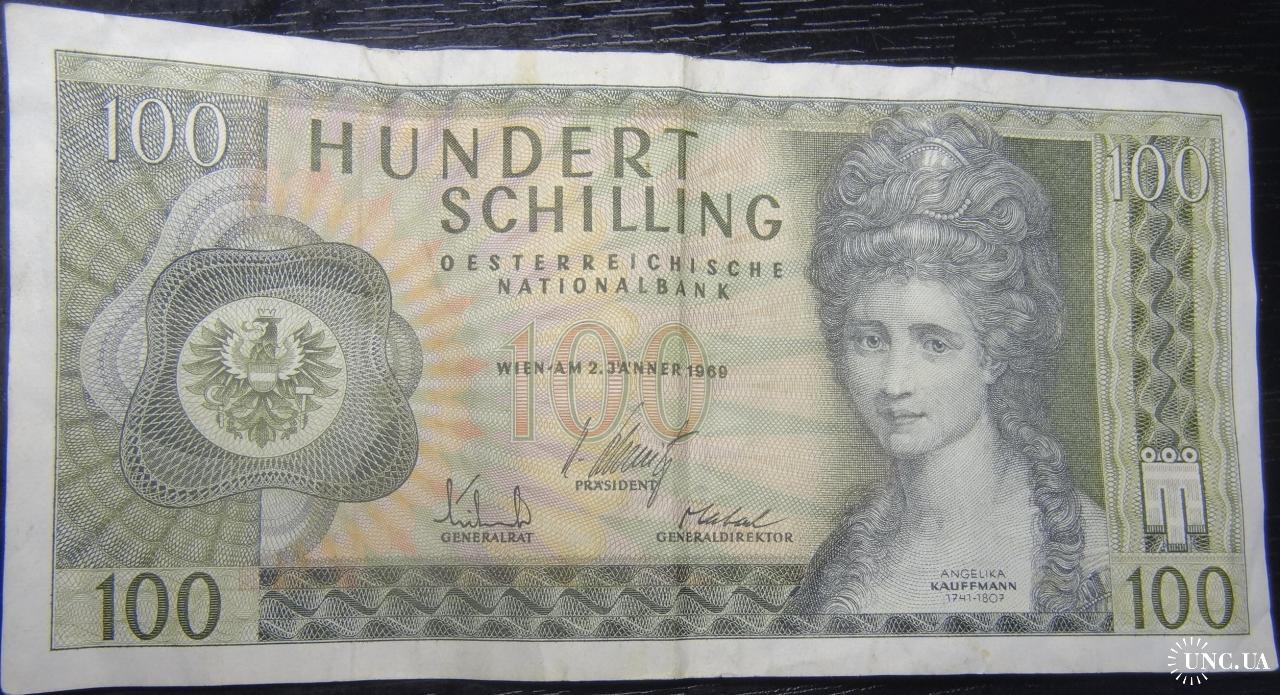 100
HUNDERT
SCHILLING
OESTERREICHISCHE
NATIONALBANK
100
100
WIEN·AM 2. JÄNNER 1969
PRÄSIDENT
GENERALRAT
GENERALDIREKTOR
ANGELIKA
KAUFFMANN
1741-1807
100
100
UNC.UA